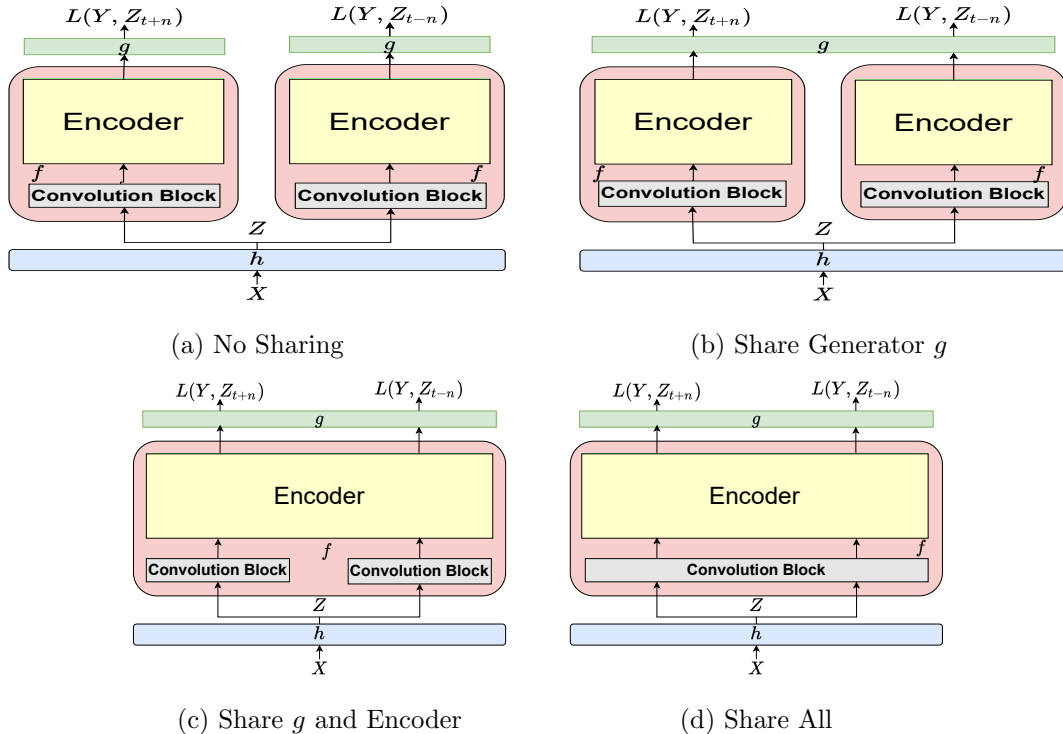 L(Y, Z_{t+n})
L(Y, Z_{t−n})
g
g
Encoder
Encoder
f
f
Convolution Block
Convolution Block
Z
h
X
(a) No Sharing
L(Y, Z_{t+n})
L(Y, Z_{t−n})
g
Encoder
Encoder
f
f
Convolution Block
Convolution Block
Z
h
X
(b) Share Generator g
L(Y, Z_{t+n})
L(Y, Z_{t−n})
g
Encoder
f
Convolution Block
Convolution Block
Z
h
X
(c) Share g and Encoder
L(Y, Z_{t+n})
L(Y, Z_{t−n})
g
Encoder
f
Convolution Block
Z
h
X
(d) Share All